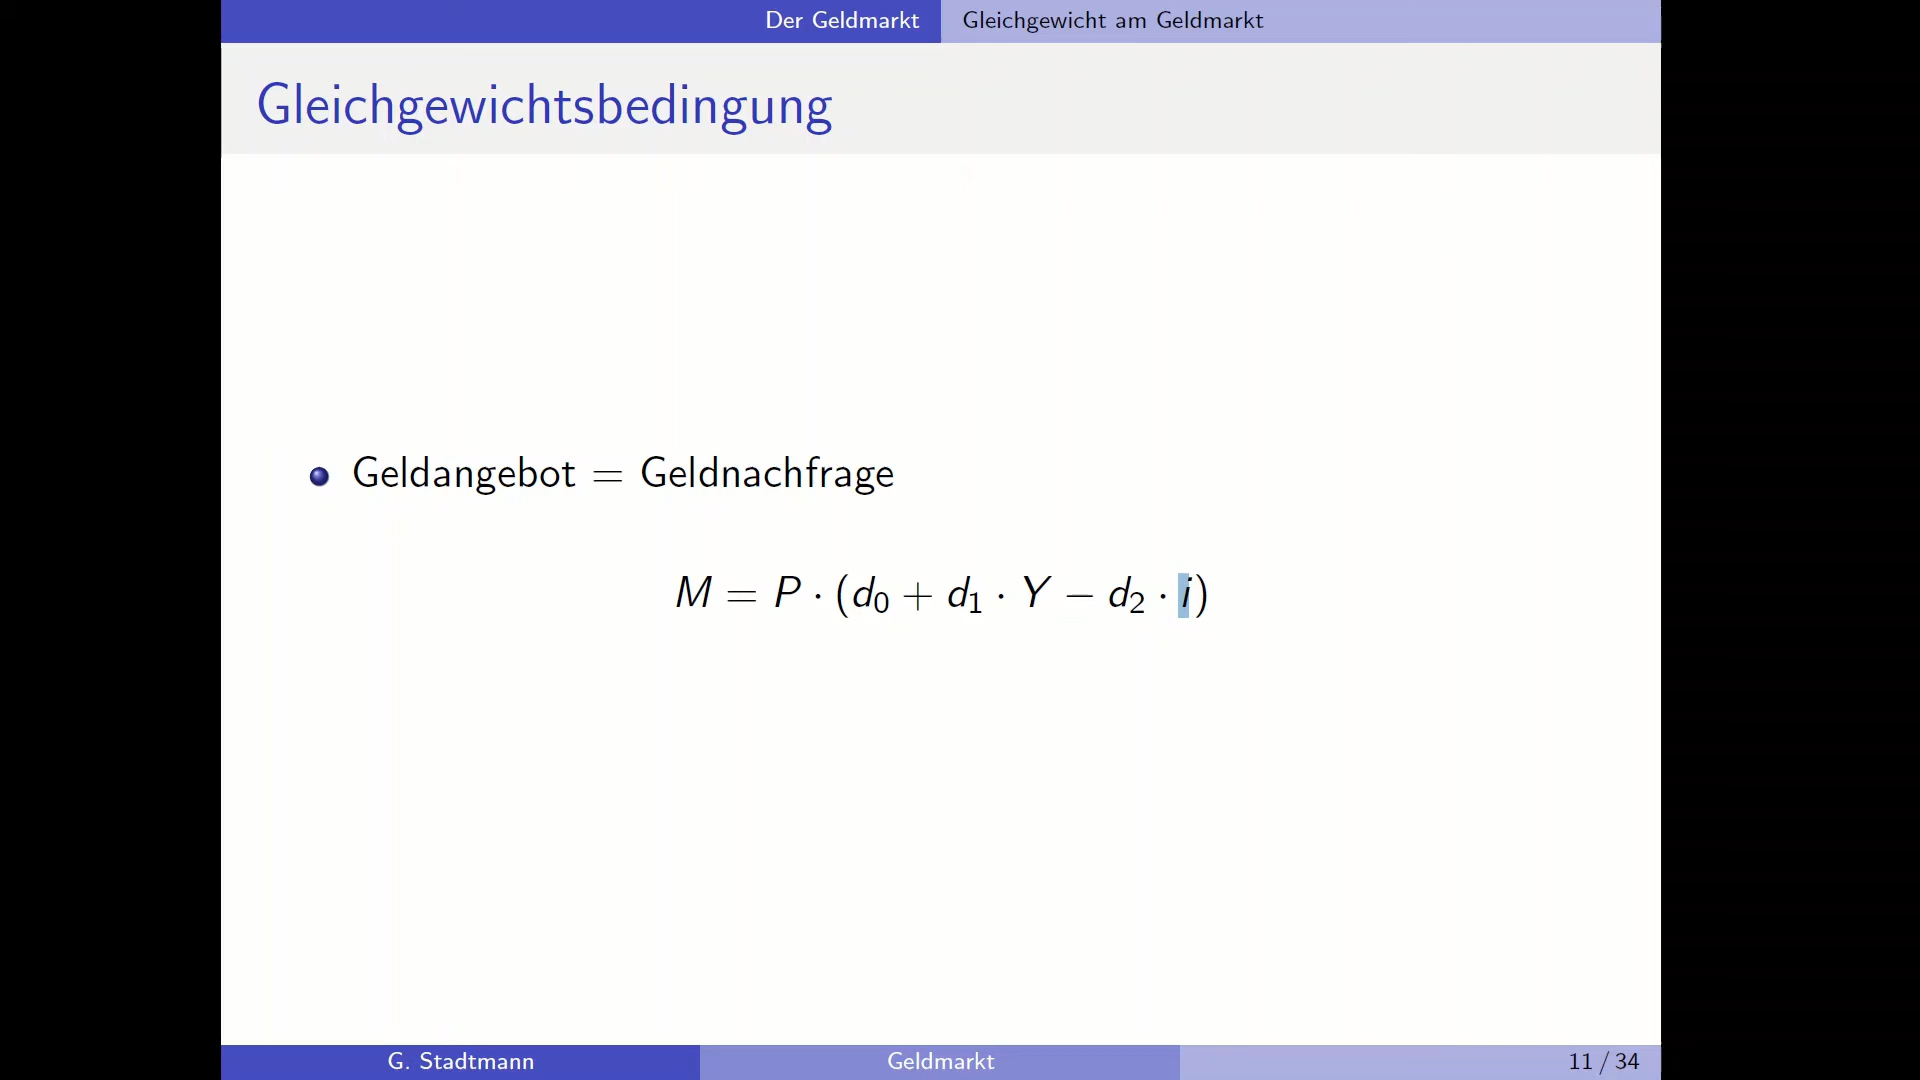 Der Geldmarkt Gleichgewicht am Geldmarkt
Gleichgewichtsbedingung
Geldangebot = Geldnachfrage
M = P · (d₀ + d₁ · Y − d₂ · i)
G. Stadtmann Geldmarkt 11 / 34